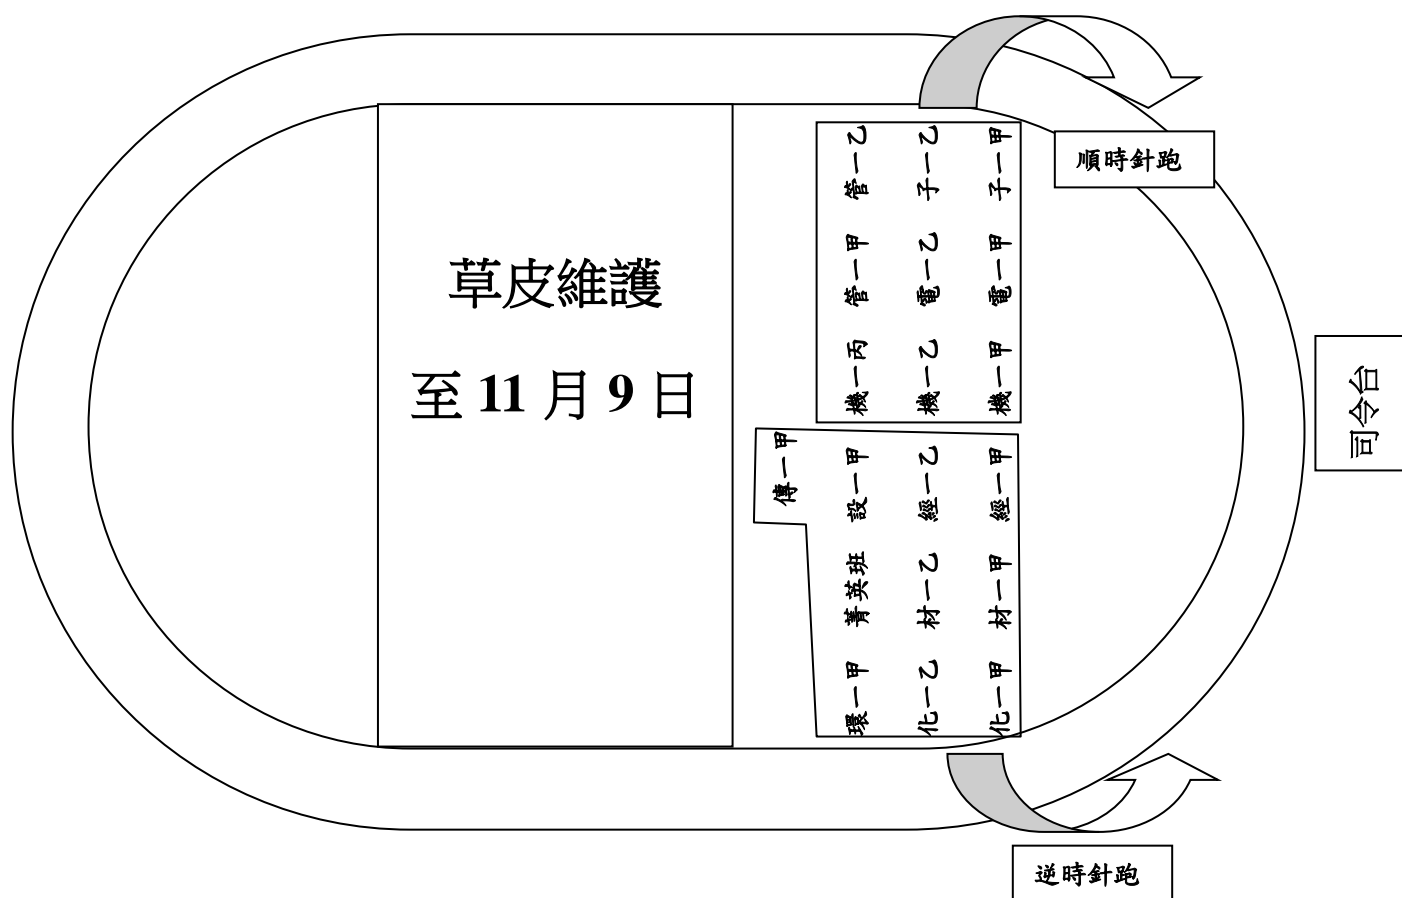 順時針跑
管一乙
子一乙
子一甲
管一甲
電一乙
電一甲
機一丙
機一乙
機一甲
草皮維護
至 11 月 9 日
司令台
傳一甲
設一甲
經一乙
經一甲
菁英班
材一乙
材一甲
環一甲
化一乙
化一甲
逆時針跑